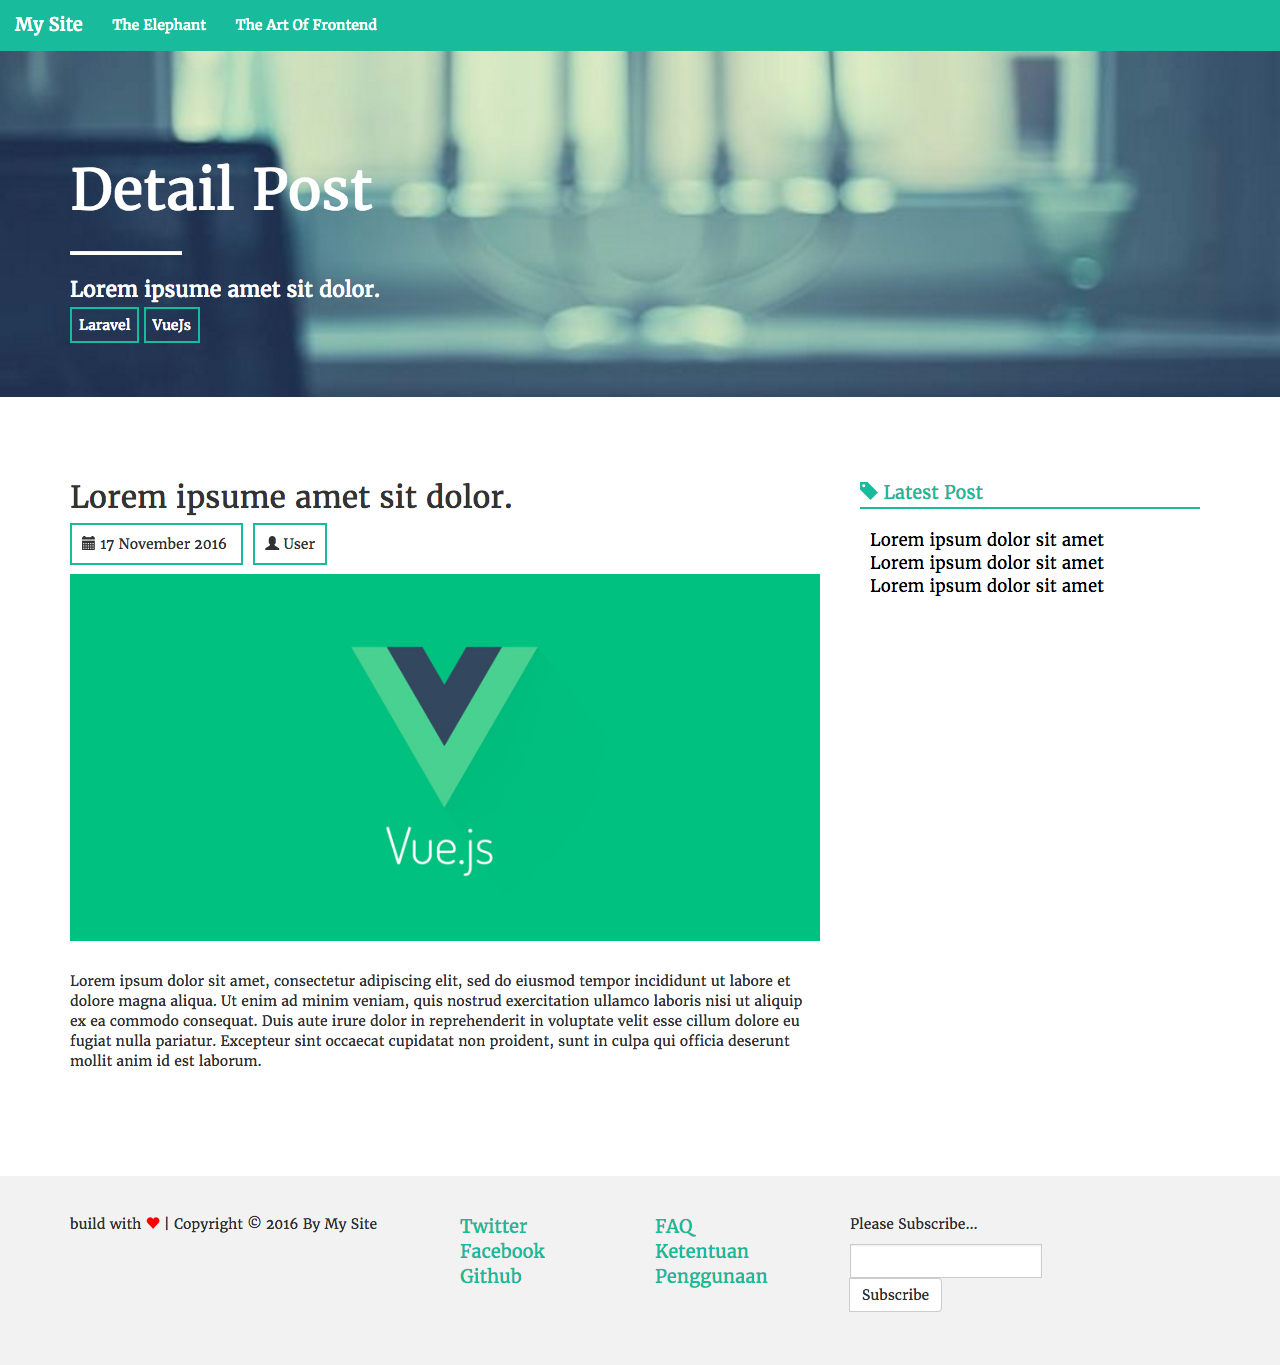 My Site The Elephant The Art Of Frontend
Detail Post
Lorem ipsume amet sit dolor.
Laravel VueJs
Lorem ipsume amet sit dolor.
17 November 2016 User
Vue.js
Lorem ipsum dolor sit amet, consectetur adipiscing elit, sed do eiusmod tempor incididunt ut labore et
dolore magna aliqua. Ut enim ad minim veniam, quis nostrud exercitation ullamco laboris nisi ut aliquip
ex ea commodo consequat. Duis aute irure dolor in reprehenderit in voluptate velit esse cillum dolore eu
fugiat nulla pariatur. Excepteur sint occaecat cupidatat non proident, sunt in culpa qui officia deserunt
mollit anim id est laborum.
Latest Post
Lorem ipsum dolor sit amet
Lorem ipsum dolor sit amet
Lorem ipsum dolor sit amet
build with ❤ | Copyright © 2016 By My Site
Twitter
Facebook
Github
FAQ
Ketentuan
Penggunaan
Please Subscribe...
Subscribe